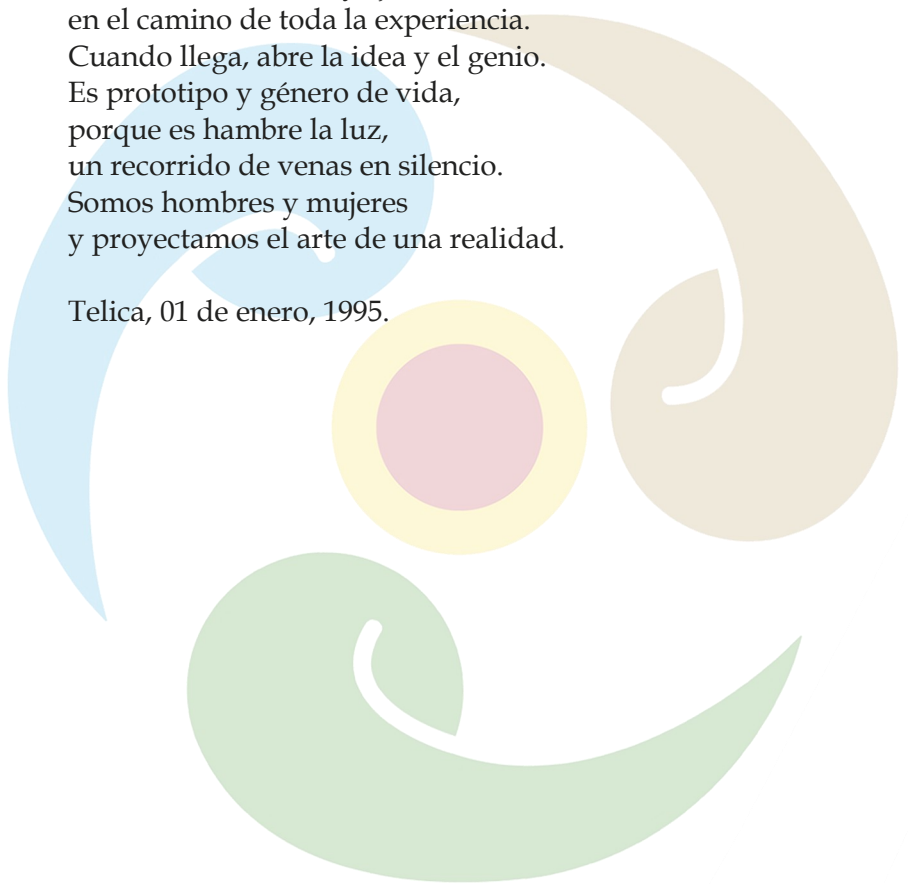 en el camino de toda la experiencia.
Cuando llega, abre la idea y el genio.
Es prototipo y género de vida,
porque es hambre la luz,
un recorrido de venas en silencio.
Somos hombres y mujeres
y proyectamos el arte de una realidad.
Telica, 01 de enero, 1995.